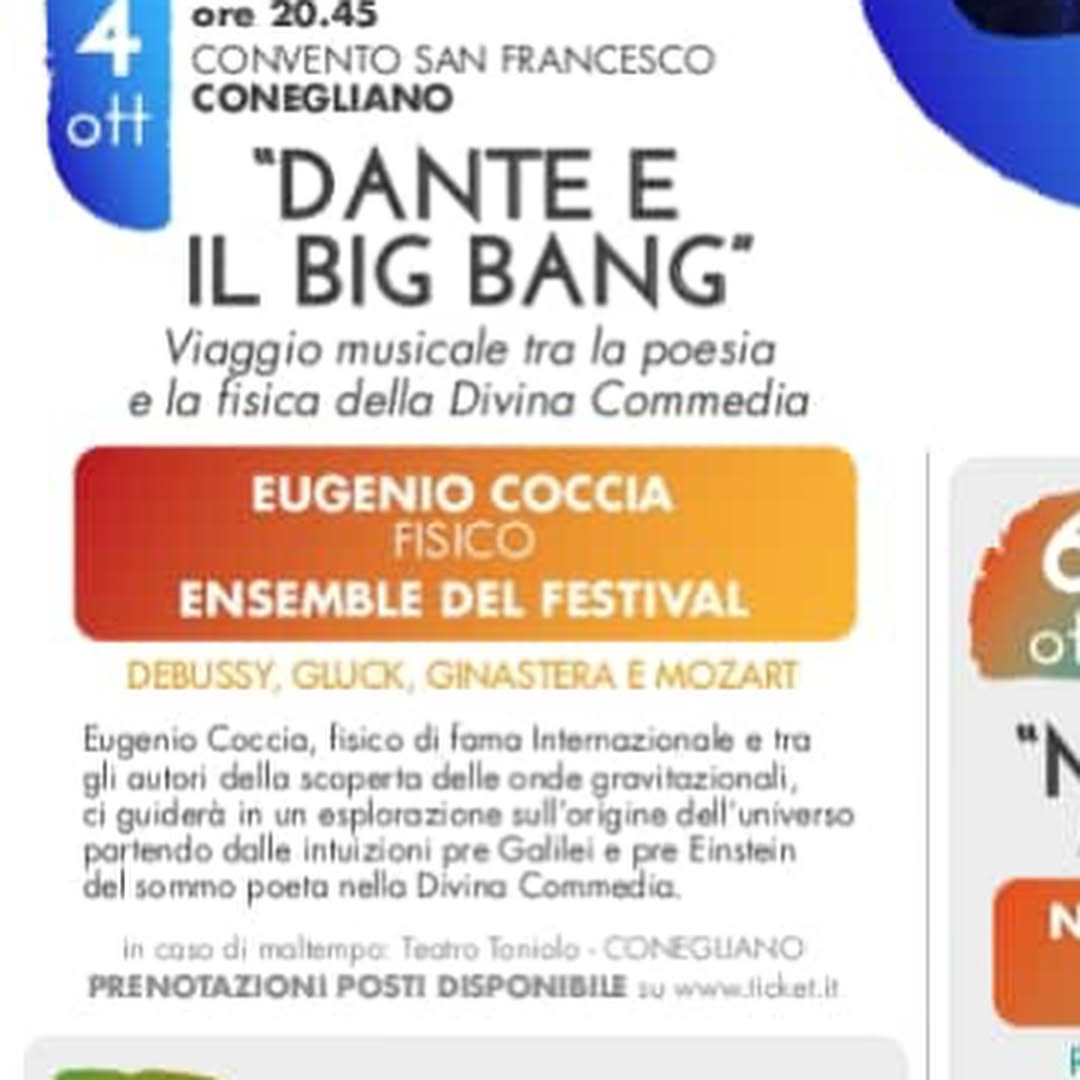 4
ott
ore 20.45
CONVENTO SAN FRANCESCO
CONEGLIANO
"DANTE E
IL BIG BANG"
Viaggio musicale tra la poesia
e la fisica della Divina Commedia
EUGENIO COCCIA
FISICO
ENSEMBLE DEL FESTIVAL
DEBUSSY, GLUCK, GINASTERA E MOZART
Eugenio Coccia, fisico di fama Internazionale e tra
gli autori della scoperta delle onde gravitazionali,
ci guiderà in un esplorazione sull'origine dell'universo
partendo dalle intuizioni pre Galilei e pre Einstein
del sommo poeta nella Divina Commedia.
in caso di maltempo: Teatro Toniolo - CONEGLIANO
PRENOTAZIONI POSTI DISPONIBILE su www.ticket.it